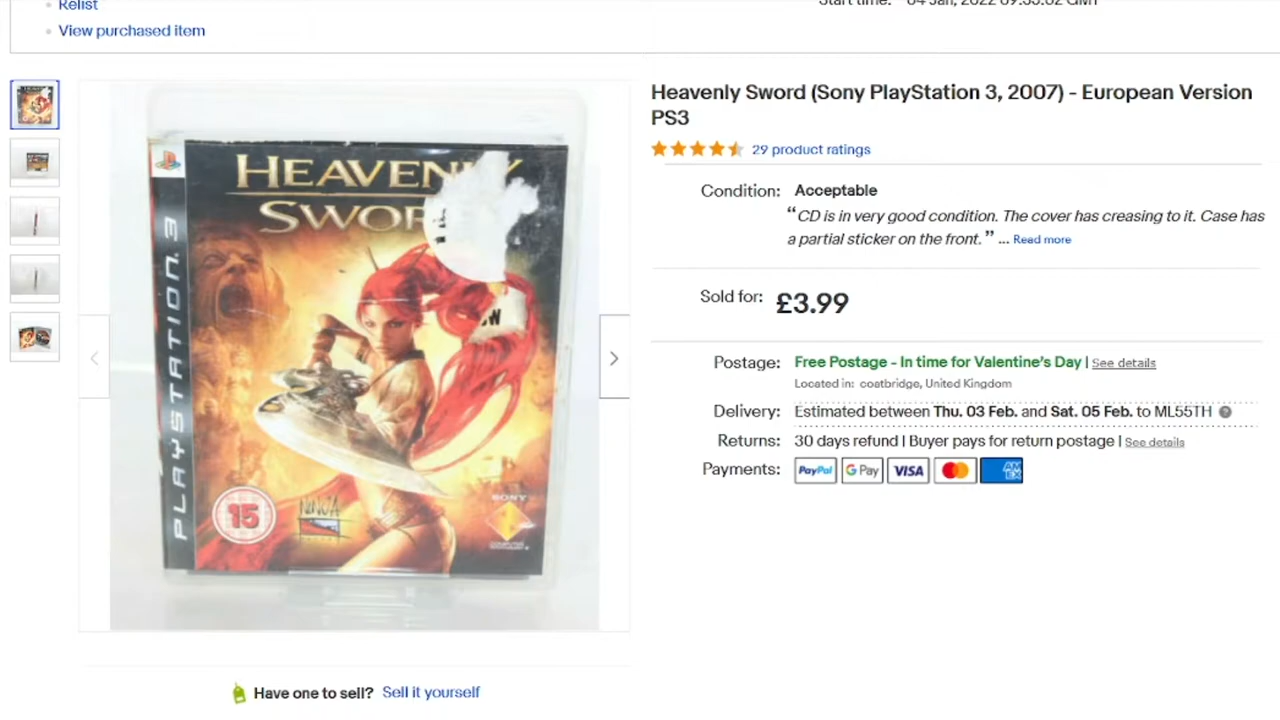 Relist
View purchased item
Heavenly Sword (Sony PlayStation 3, 2007) - European Version
PS3
29 product ratings
Condition: Acceptable
“CD is in very good condition. The cover has creasing to it. Case has
a partial sticker on the front.” ... Read more
Sold for: £3.99
Postage: Free Postage - In time for Valentine's Day | See details
Located in: coatbridge, United Kingdom
Delivery: Estimated between Thu. 03 Feb. and Sat. 05 Feb. to ML55TH
Returns: 30 days refund | Buyer pays for return postage | See details
Payments: PayPal G Pay VISA AM EX
HEAVENLY
SWOR
PLAYSTATION 3
15
NINJA
SONY
Have one to sell? Sell it yourself